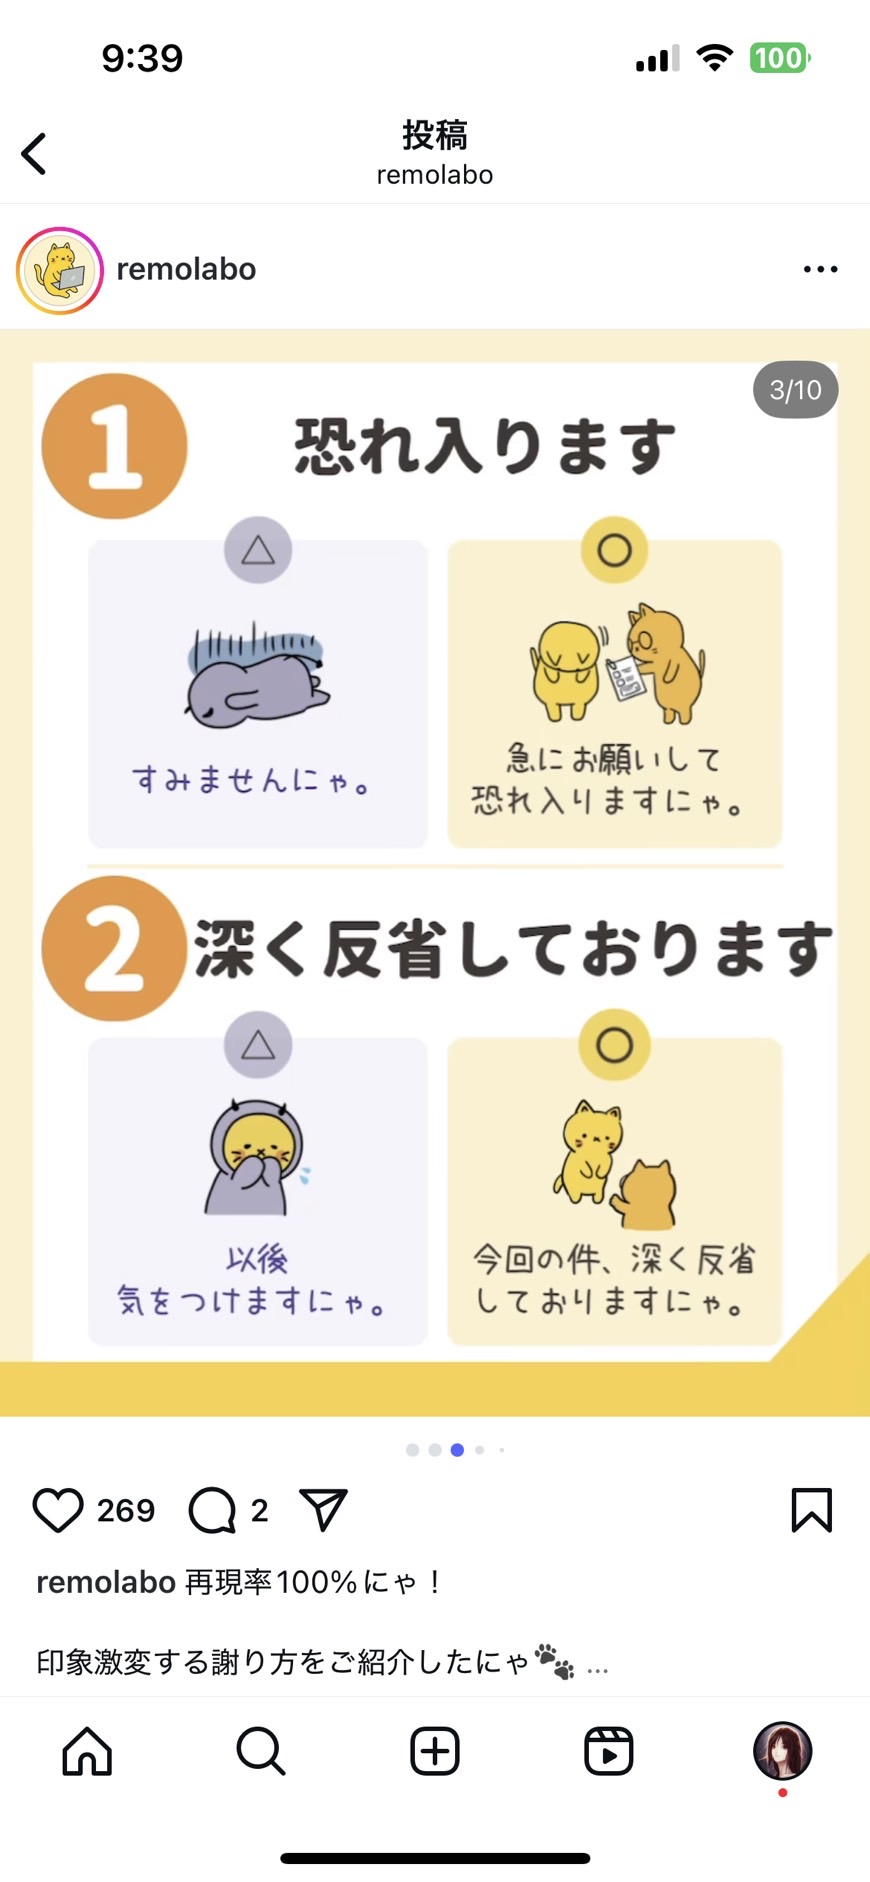 9:39
100
投稿
remolabo
remolabo
3/10
1
恐れ入ります
△
○
すみませんにゃ。
急にお願いして
恐れ入りますにゃ。
2
深く反省しております
△
○
以後
気をつけますにゃ。
今回の件、深く反省
しておりますにゃ。
269
2
remolabo 再現率100%にゃ！
印象激変する謝り方をご紹介したにゃ🐾 ...